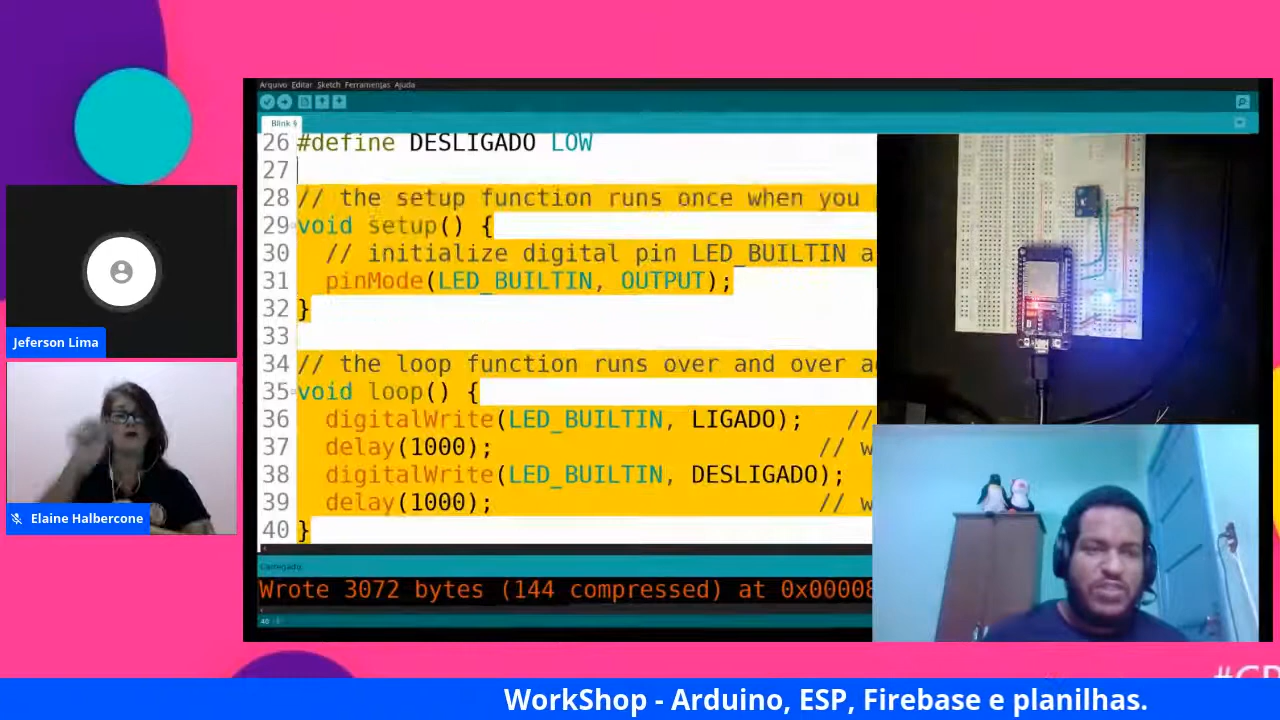 Arquivo Editar Sketch Ferramentas Ajuda
Blink
26 #define DESLIGADO LOW
27
28 // the setup function runs once when you
29 void setup() {
30 // initialize digital pin LED_BUILTIN a
31 pinMode(LED_BUILTIN, OUTPUT);
32 }
33
34 // the loop function runs over and over a
35 void loop() {
36 digitalWrite(LED_BUILTIN, LIGADO); //
37 delay(1000); // w
38 digitalWrite(LED_BUILTIN, DESLIGADO);
39 delay(1000); // w
40 }
Carregado.
Wrote 3072 bytes (144 compressed) at 0x00008
40
Jeferson Lima
Elaine Halbercone
WorkShop - Arduino, ESP, Firebase e planilhas.